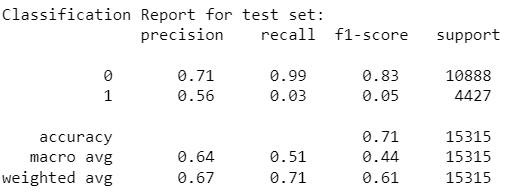 Classification Report for test set:
precision recall f1-score support
0 0.71 0.99 0.83 10888
1 0.56 0.03 0.05 4427
accuracy 0.71 15315
macro avg 0.64 0.51 0.44 15315
weighted avg 0.67 0.71 0.61 15315